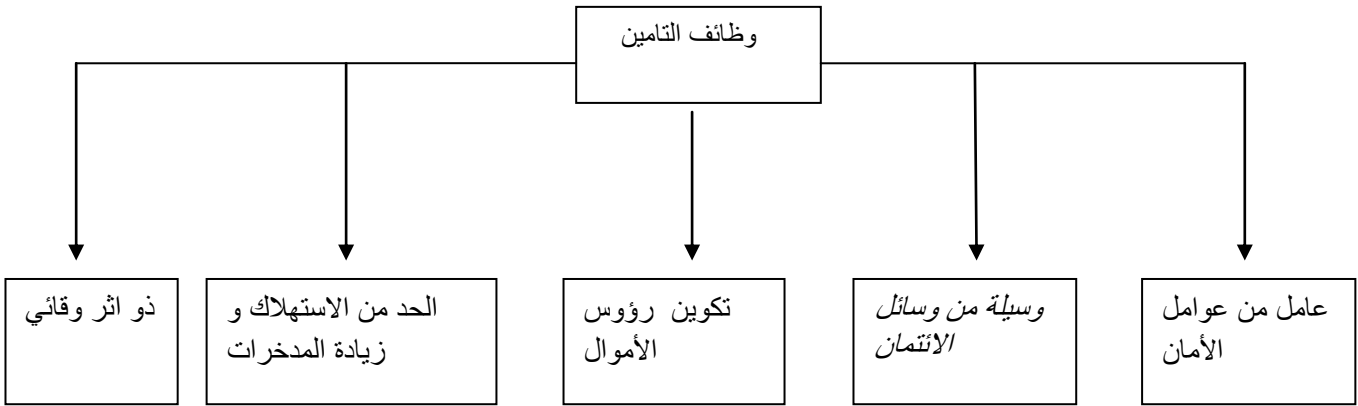 وظائف التامين
عامل من عوامل
الأمان
وسيلة من وسائل
الائتمان
تكوين رؤوس
الأموال
الحد من الاستهلاك و
زيادة المدخرات
ذو اثر وقائي